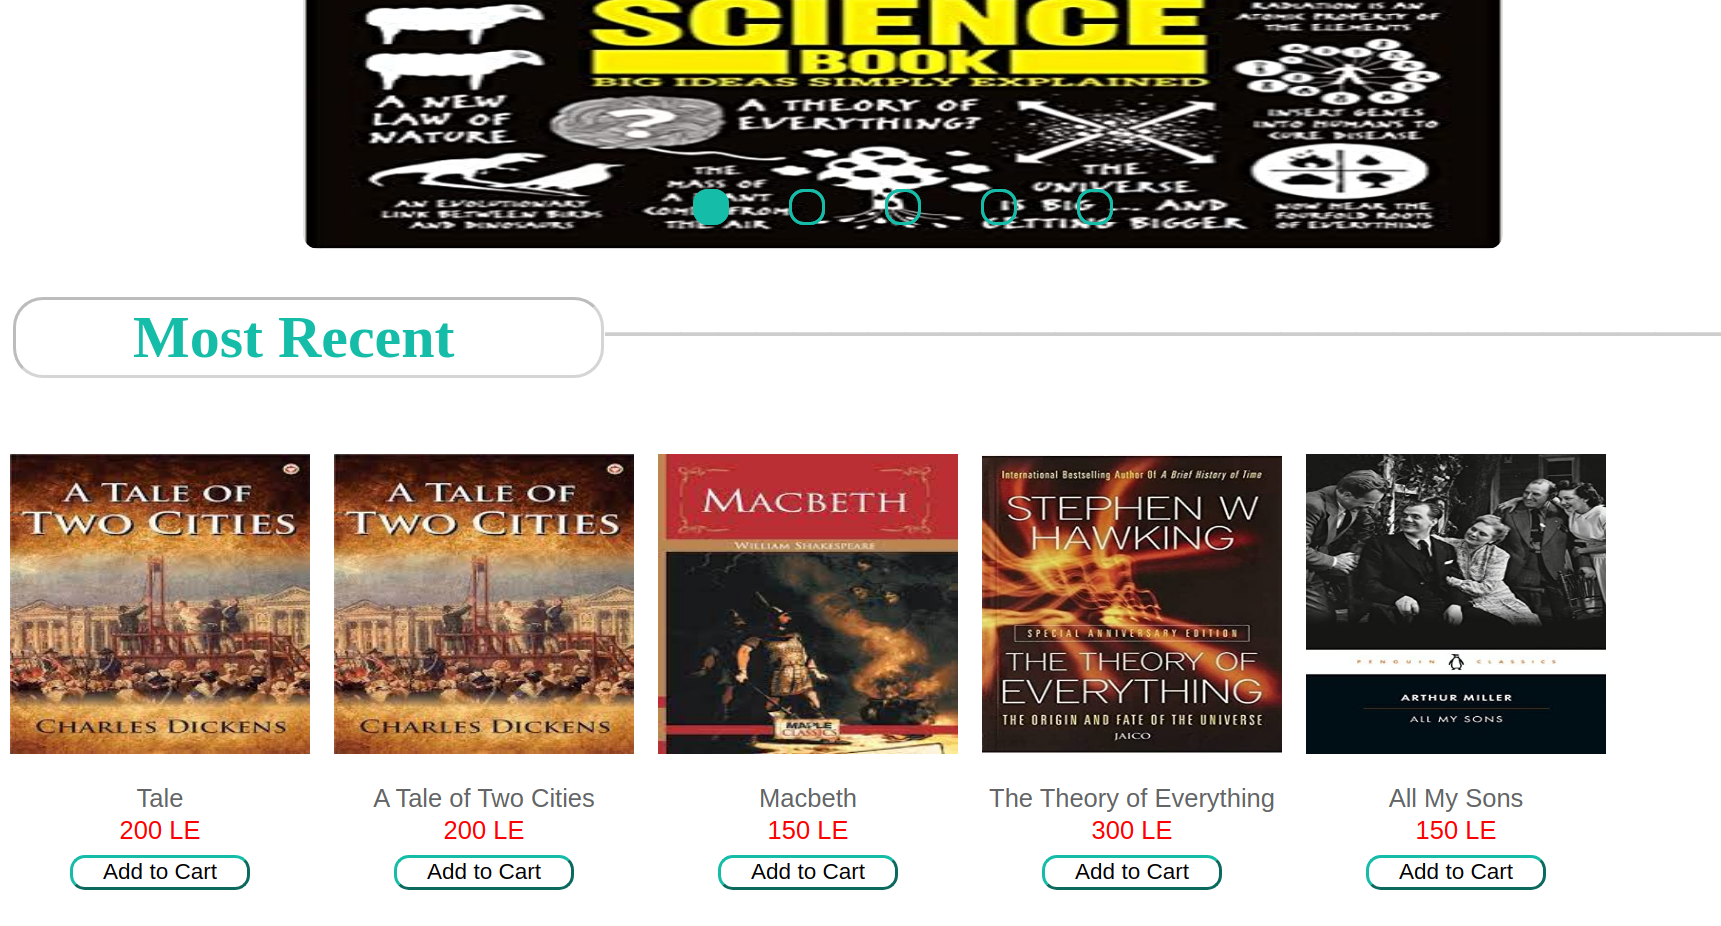 SCIENCE
BOOK
BIG IDEAS SIMPLY EXPLAINED
RADIATION IS AN
ATOMIC PROPERTY OF
THE ELEMENTS
A NEW
LAW OF
NATURE
A THEORY OF
EVERYTHING?
INSERT GENES
INTO HUMANS TO
CURE DISEASE
AN EVOLUTIONARY
LINK BETWEEN BIRDS
AND DINOSAURS
THE
MASS OF
A
FROM
THE AIR
THE
UNIVERSE
IS BIG ... AND
GETTING BIGGER
FOURFOLD ROOTS
OF EVERYTHING
Most Recent
A TALE OF
TWO CITIES
CHARLES DICKENS
A TALE OF
TWO CITIES
CHARLES DICKENS
MACBETH
WILLIAM SHAKESPEARE
MAPLE
CLASSICS
International Bestselling Author Of A Brief History of Time
STEPHEN W
HAWKING
SPECIAL ANNIVERSARY EDITION
THE THEORY OF
EVERYTHING
THE ORIGIN AND FATE OF THE UNIVERSE
JAICO
PENGUIN CLASSICS
ARTHUR MILLER
ALL MY SONS
Tale
200 LE
Add to Cart
A Tale of Two Cities
200 LE
Add to Cart
Macbeth
150 LE
Add to Cart
The Theory of Everything
300 LE
Add to Cart
All My Sons
150 LE
Add to Cart